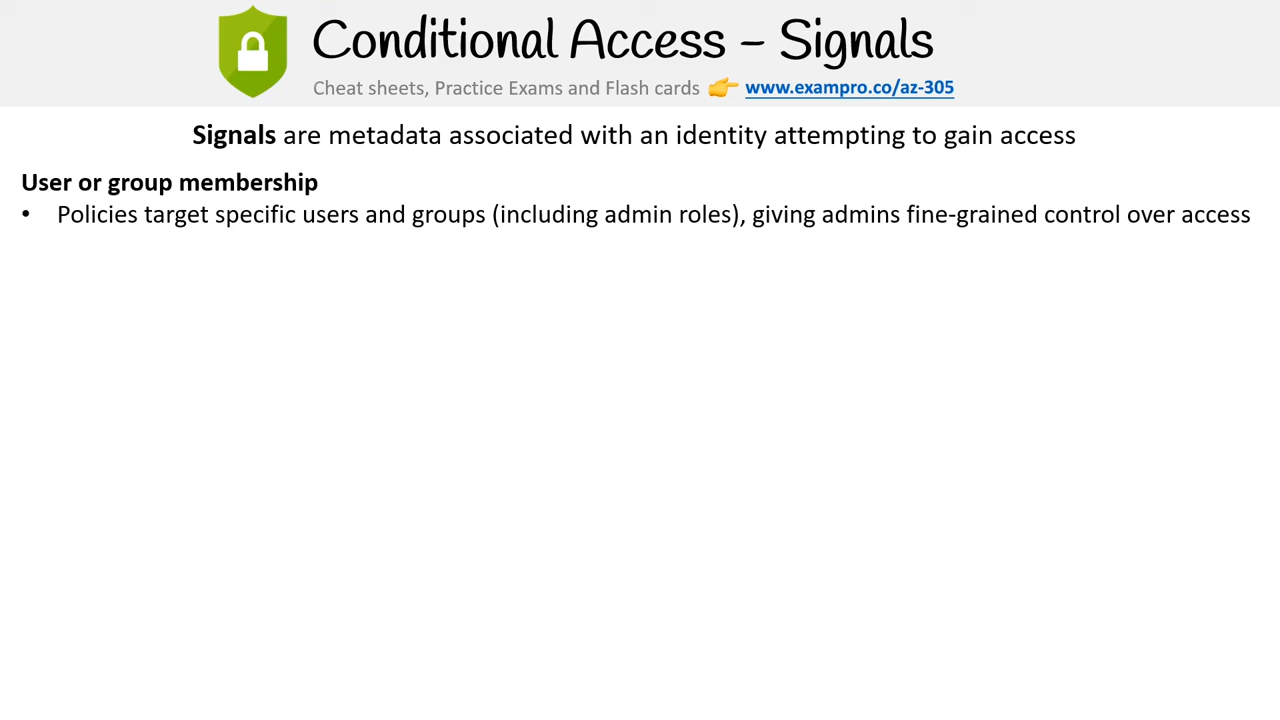 Conditional Access – Signals
Cheat sheets, Practice Exams and Flash cards 👉 www.exampro.co/az-305
Signals are metadata associated with an identity attempting to gain access
User or group membership
• Policies target specific users and groups (including admin roles), giving admins fine-grained control over access